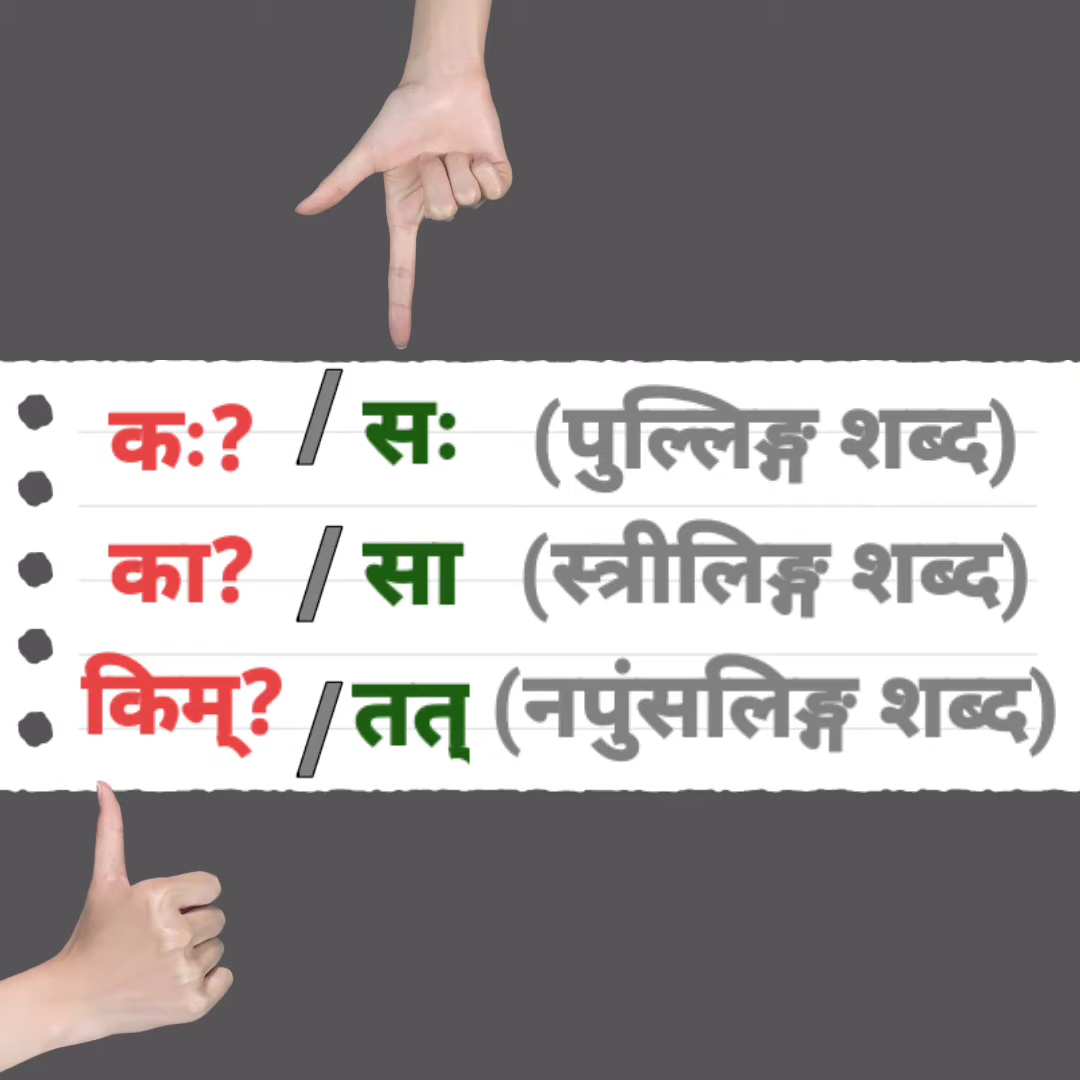 कः? / सः (पुल्लिङ्ग शब्द)
का? / सा (स्त्रीलिङ्ग शब्द)
किम्? / तत् (नपुंसलिङ्ग शब्द)